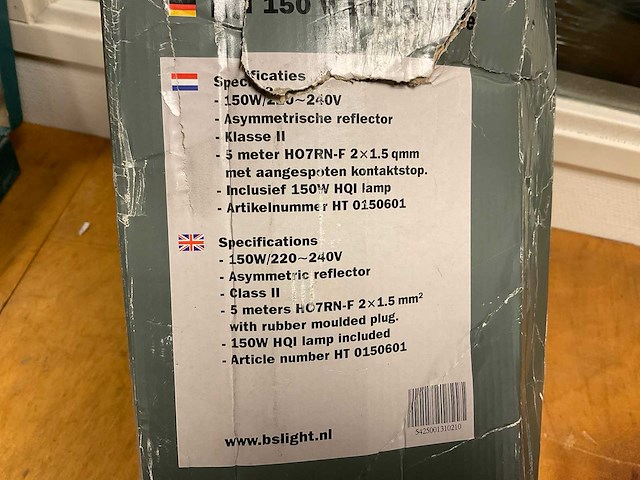 150 W
Specificaties
- 150W/220~240V
- Asymmetrische reflector
- Klasse II
- 5 meter HO7RN-F 2×1.5 qmm
met aangespoten kontaktstop.
- Inclusief 150W HQI lamp
- Artikelnummer HT 0150601
Specifications
- 150W/220~240V
- Asymmetric reflector
- Class II
- 5 meters HO7RN-F 2×1.5 mm²
with rubber moulded plug.
- 150W HQI lamp included
- Article number HT 0150601
5425001310210
www.bslight.nl